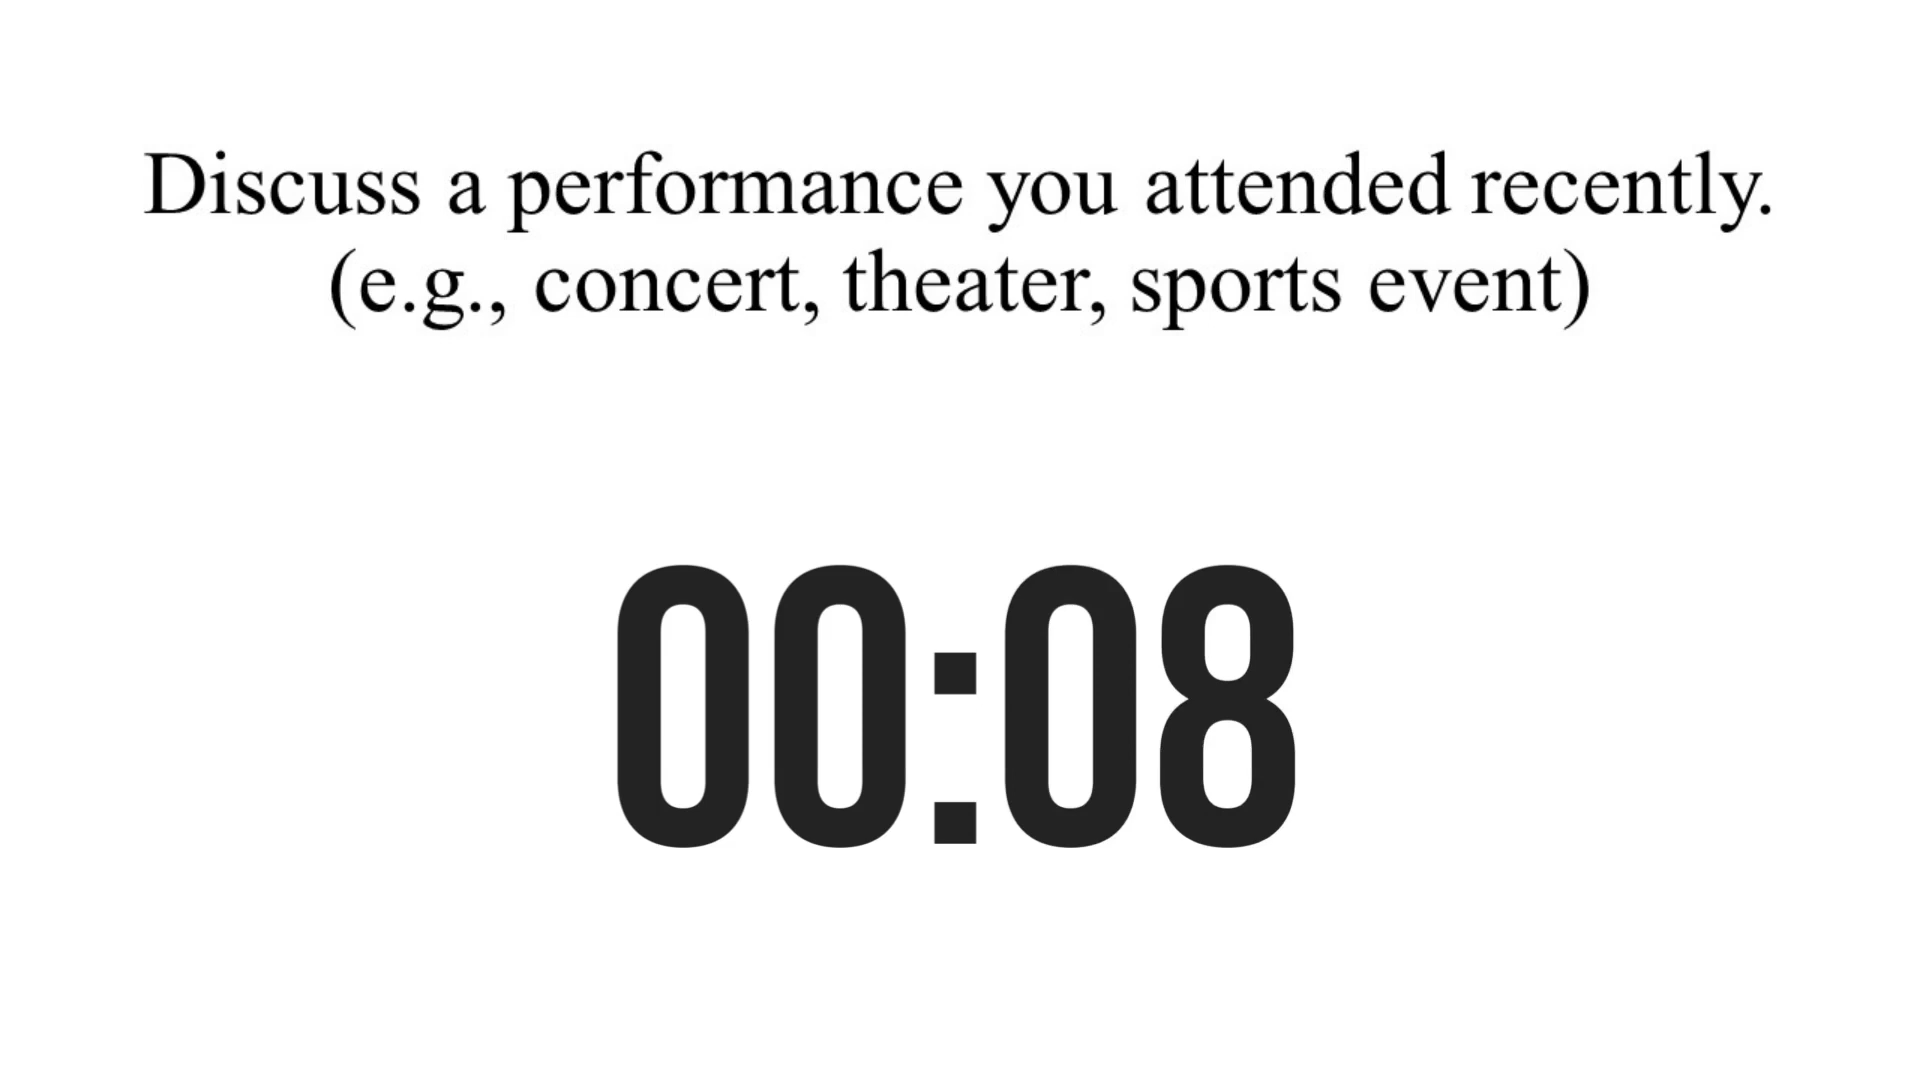 Discuss a performance you attended recently.
(e.g., concert, theater, sports event)
00:08